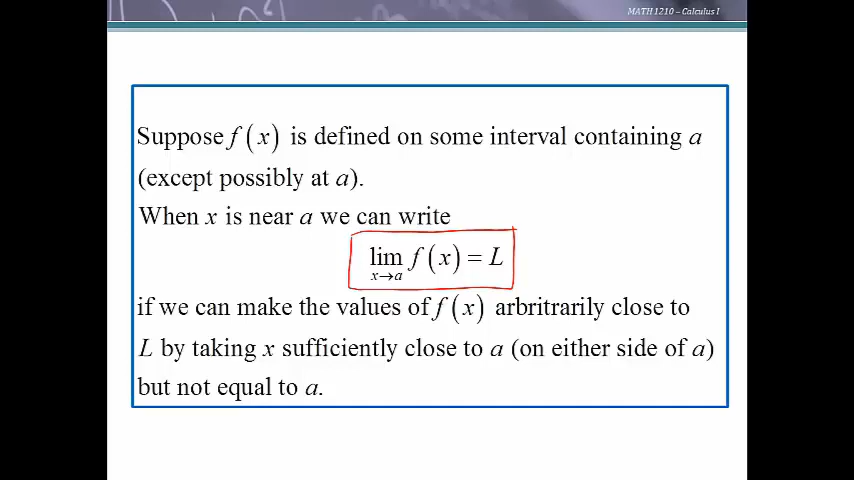 MATH 1210 – Calculus I
Suppose f(x) is defined on some interval containing a
(except possibly at a).
When x is near a we can write
lim x→a f(x) = L
if we can make the values of f(x) arbritrarily close to
L by taking x sufficiently close to a (on either side of a)
but not equal to a.